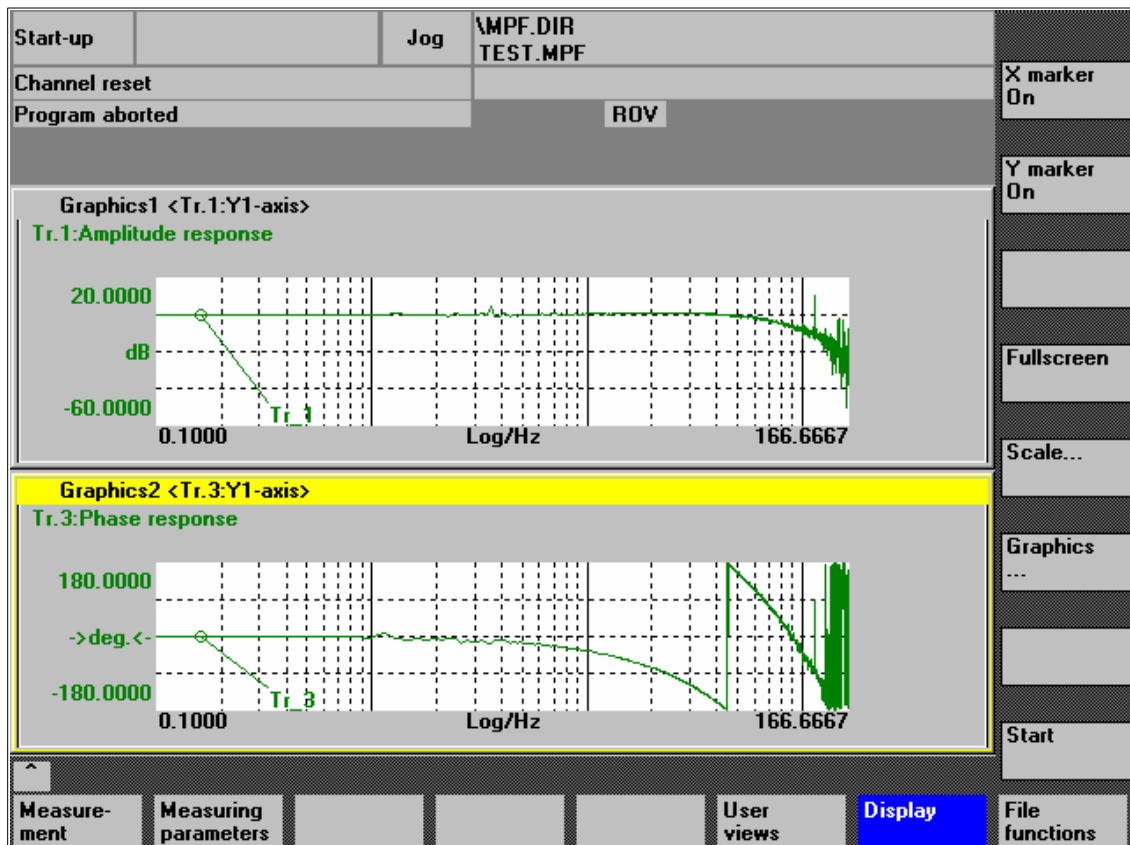 Start-up
Jog
\MPF.DIR
TEST.MPF
Channel reset
Program aborted
ROV
Graphics1 <Tr.1:Y1-axis>
Tr.1:Amplitude response
20.0000
dB
-60.0000
Tr_1
0.1000
Log/Hz
166.6667
Graphics2 <Tr.3:Y1-axis>
Tr.3:Phase response
180.0000
->deg.<-
-180.0000
Tr_3
0.1000
Log/Hz
166.6667
X marker
On
Y marker
On
Fullscreen
Scale...
Graphics
---
Start
^
Measure-
ment
Measuring
parameters
User
views
Display
File
functions